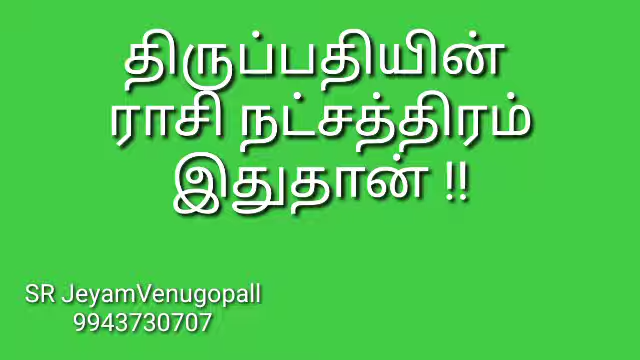 திருப்பதியின்
ராசி நட்சத்திரம்
இதுதான் !!
SR JeyamVenugopall
9943730707